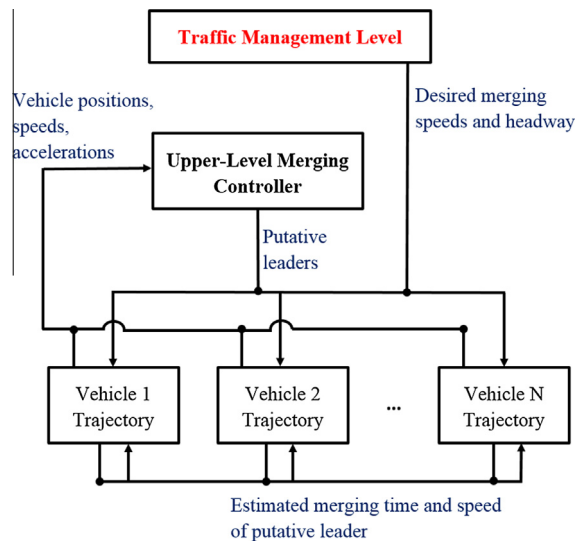 Traffic Management Level
Vehicle positions,
speeds,
accelerations
Desired merging
speeds and headway
Upper-Level Merging
Controller
Putative
leaders
Vehicle 1
Trajectory
Vehicle 2
Trajectory
...
Vehicle N
Trajectory
Estimated merging time and speed
of putative leader